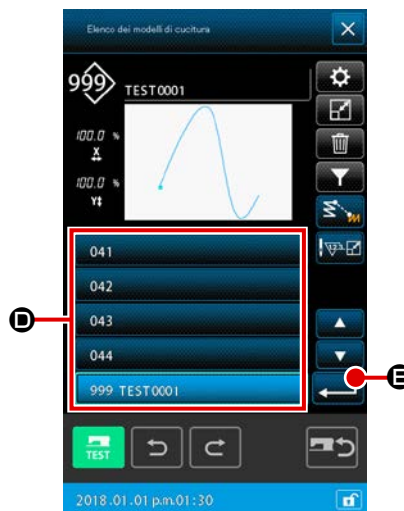 Elenco dei modelli di cucitura
999
TEST0001
100.0 %
X
100.0 %
Y
041
042
043
044
999 TEST0001
D
E
TEST
2018.01.01 p.m.01:30